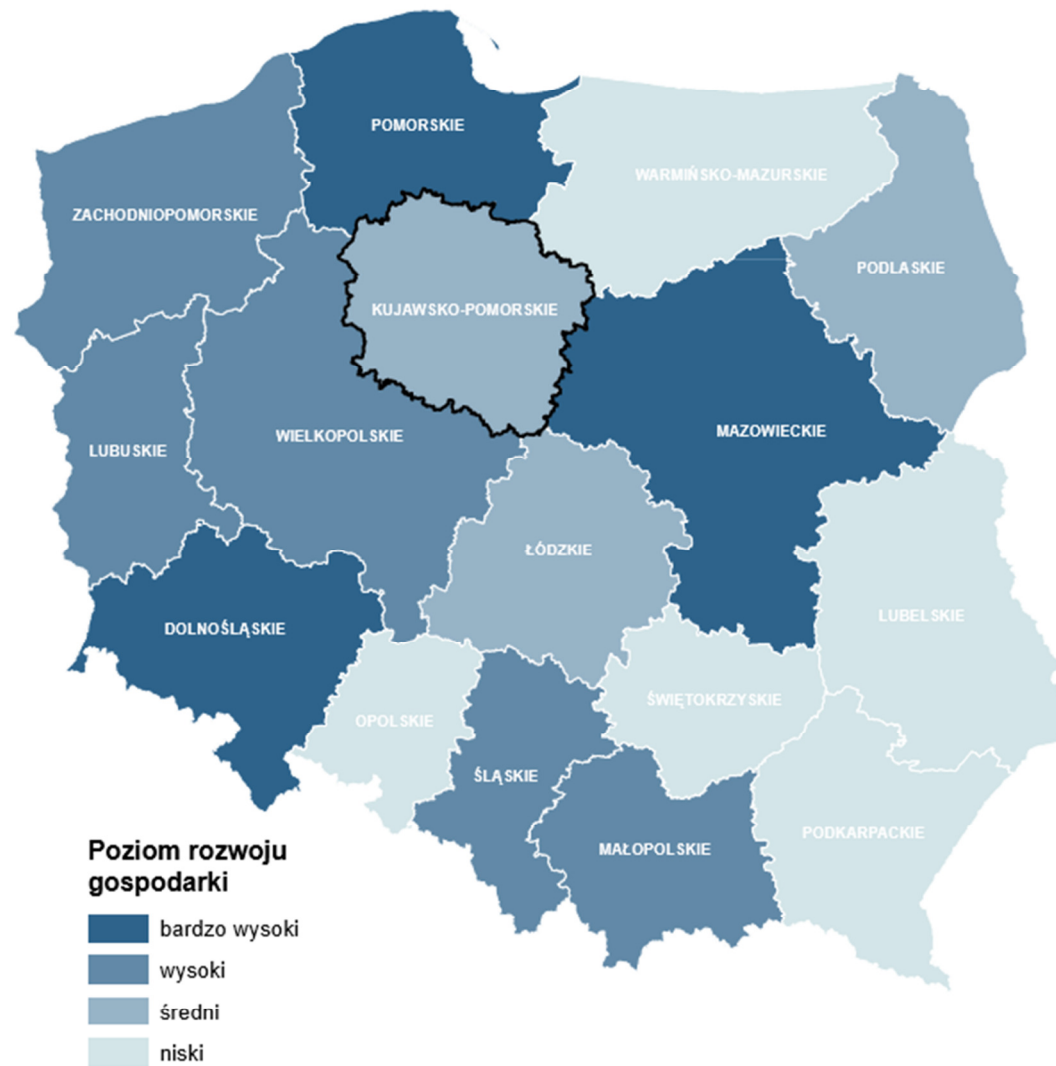 POMORSKIE
WARMIŃSKO-MAZURSKIE
ZACHODNIOPOMORSKIE
PODLASKIE
KUJAWSKO-POMORSKIE
MAZOWIECKIE
WIELKOPOLSKIE
LUBUSKIE
ŁÓDZKIE
LUBELSKIE
DOLNOŚLĄSKIE
ŚWIĘTOKRZYSKIE
OPOLSKIE
ŚLĄSKIE
PODKARPACKIE
MAŁOPOLSKIE
Poziom rozwoju
gospodarki
bardzo wysoki
wysoki
średni
niski